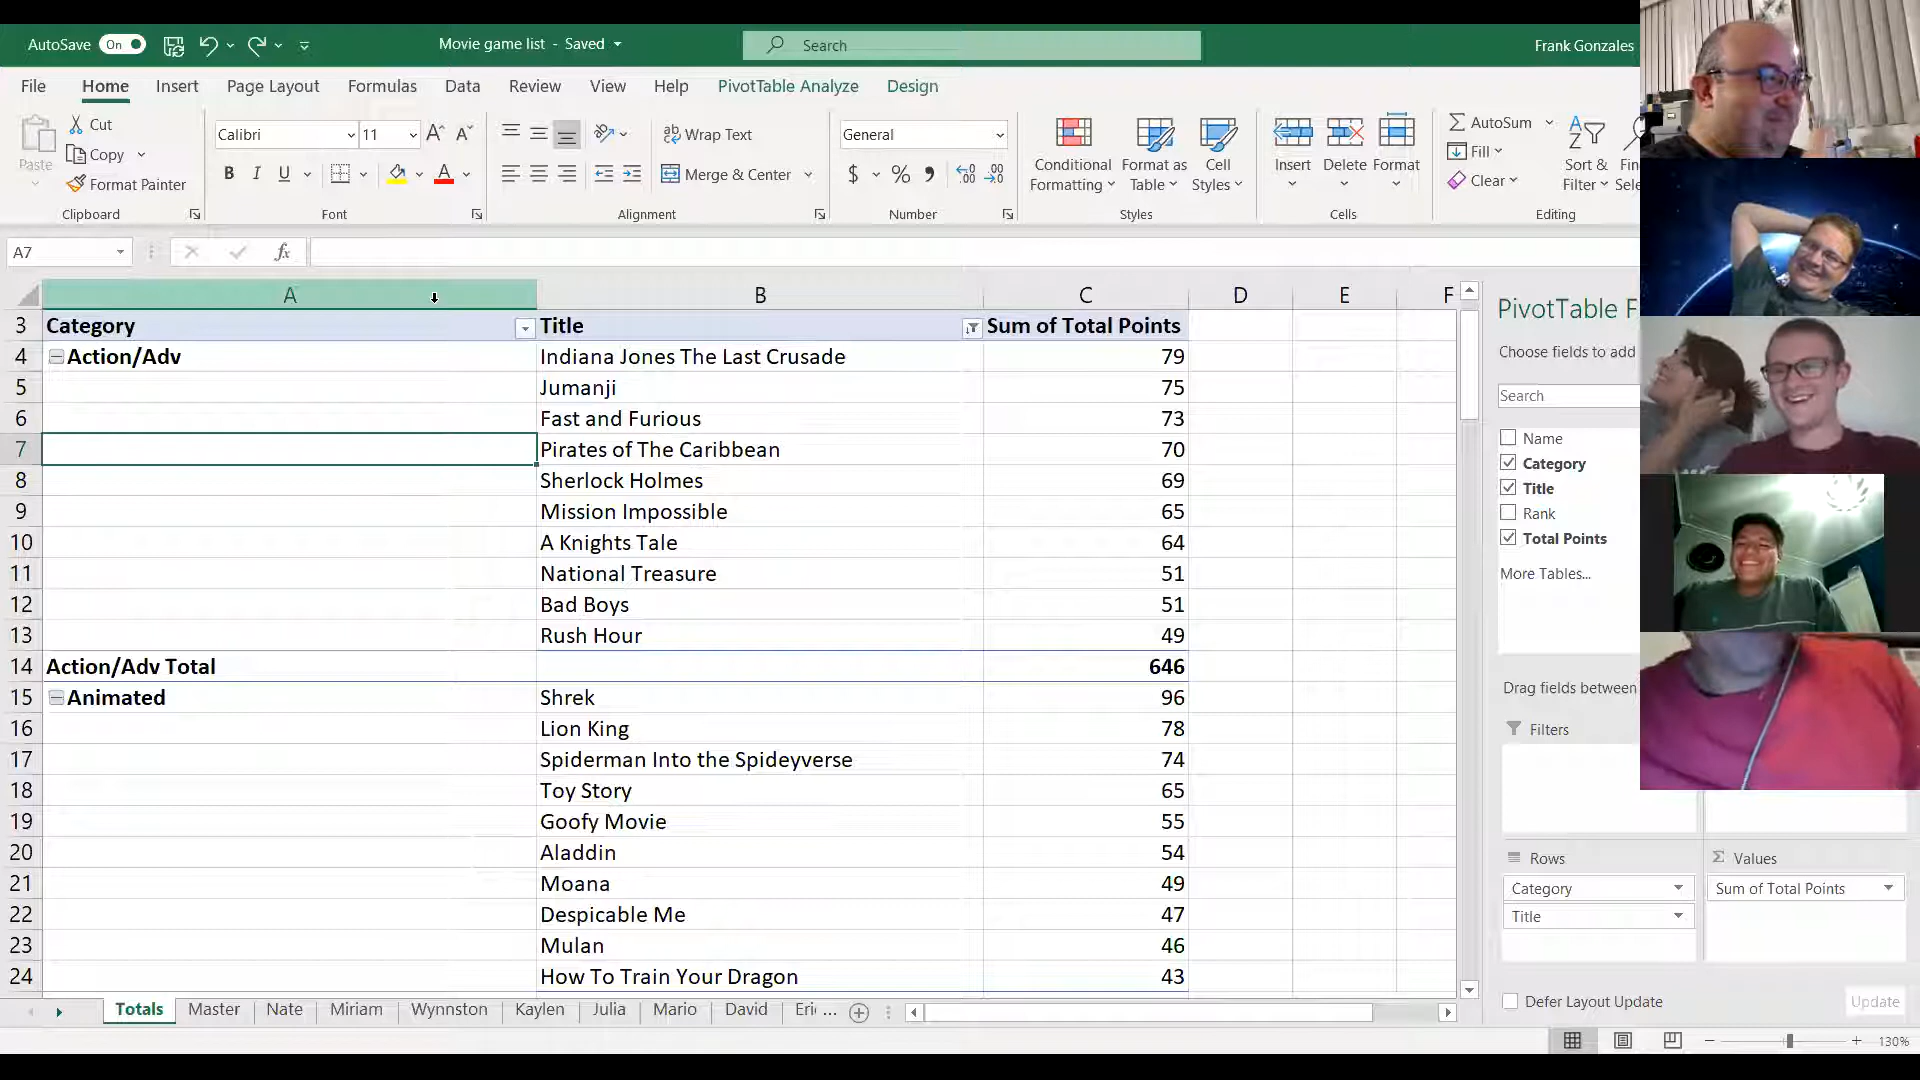 AutoSave On Movie game list - Saved Search Frank Gonzales
File Home Insert Page Layout Formulas Data Review View Help PivotTable Analyze Design
Paste
Cut
Copy
Format Painter
Clipboard
Calibri 11
B I U
Font
Wrap Text
Merge & Center
Alignment
General
$ % 
Number
Conditional Formatting
Format as Table
Cell Styles
Styles
Insert Delete Format
Cells
AutoSum
Fill
Clear
Sort & Filter
Editing
A7 fx
A B C D E F
3 Category Title Sum of Total Points
4 Action/Adv Indiana Jones The Last Crusade 79
5 Jumanji 75
6 Fast and Furious 73
7 Pirates of The Caribbean 70
8 Sherlock Holmes 69
9 Mission Impossible 65
10 A Knights Tale 64
11 National Treasure 51
12 Bad Boys 51
13 Rush Hour 49
14 Action/Adv Total 646
15 Animated Shrek 96
16 Lion King 78
17 Spiderman Into the Spideyverse 74
18 Toy Story 65
19 Goofy Movie 55
20 Aladdin 54
21 Moana 49
22 Despicable Me 47
23 Mulan 46
24 How To Train Your Dragon 43
PivotTable F
Choose fields to add
Search
Name
Category
Title
Rank
Total Points
More Tables...
Drag fields between
Filters
Rows
Category
Title
Values
Sum of Total Points
Defer Layout Update Update
Totals Master Nate Miriam Wynnston Kaylen Julia Mario David Eri ...
130%